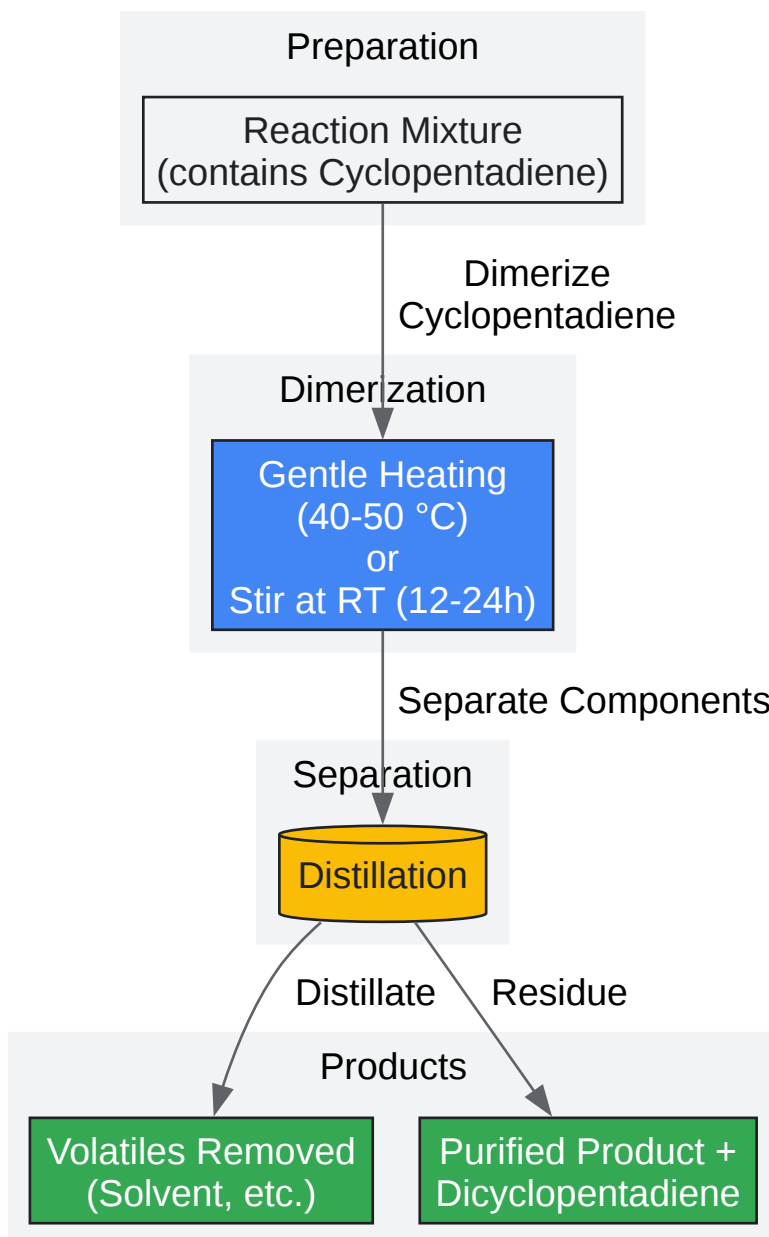 Preparation
Reaction Mixture
(contains Cyclopentadiene)
Dimerize
Cyclopentadiene
Dimerization
Gentle Heating
(40-50 °C)
or
Stir at RT (12-24h)
Separate Components
Separation
Distillation
Distillate
Residue
Products
Volatiles Removed
(Solvent, etc.)
Purified Product +
Dicyclopentadiene